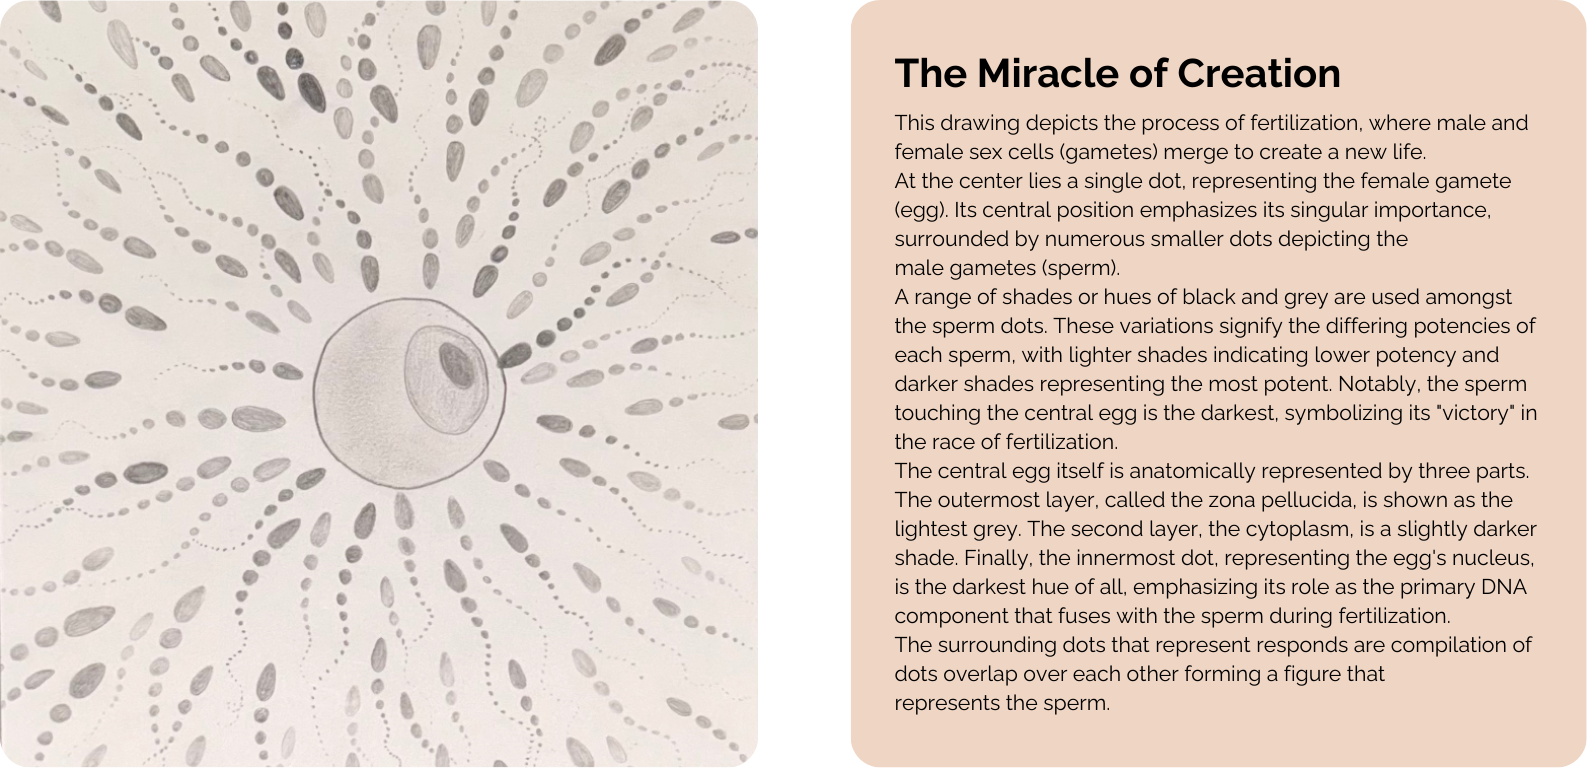 The Miracle of Creation
This drawing depicts the process of fertilization, where male and
female sex cells (gametes) merge to create a new life.
At the center lies a single dot, representing the female gamete
(egg). Its central position emphasizes its singular importance,
surrounded by numerous smaller dots depicting the
male gametes (sperm).
A range of shades or hues of black and grey are used amongst
the sperm dots. These variations signify the differing potencies of
each sperm, with lighter shades indicating lower potency and
darker shades representing the most potent. Notably, the sperm
touching the central egg is the darkest, symbolizing its "victory" in
the race of fertilization.
The central egg itself is anatomically represented by three parts.
The outermost layer, called the zona pellucida, is shown as the
lightest grey. The second layer, the cytoplasm, is a slightly darker
shade. Finally, the innermost dot, representing the egg's nucleus,
is the darkest hue of all, emphasizing its role as the primary DNA
component that fuses with the sperm during fertilization.
The surrounding dots that represent responds are compilation of
dots overlap over each other forming a figure that
represents the sperm.